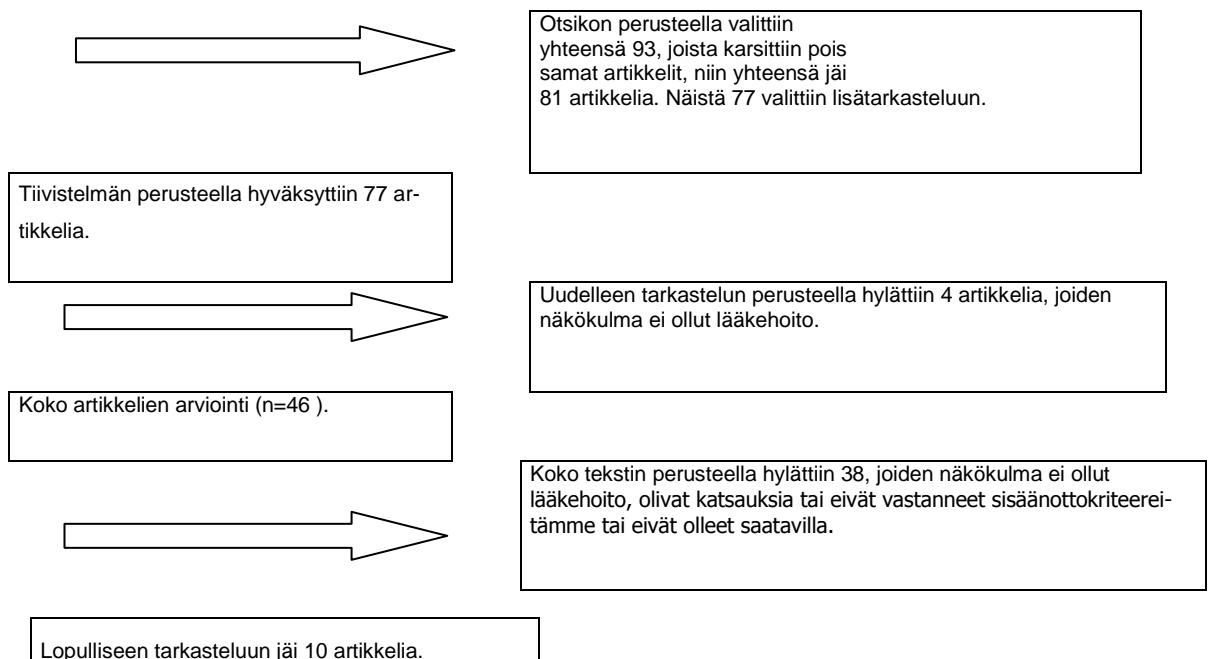 Otsikon perusteella valittiin
yhteensä 93, joista karsittiin pois
samat artikkelit, niin yhteensä jäi
81 artikkelia. Näistä 77 valittiin lisätarkasteluun.
Tiivistelmän perusteella hyväksyttiin 77 ar-
tikkelia.
Uudelleen tarkastelun perusteella hylättiin 4 artikkelia, joiden
näkökulma ei ollut lääkehoito.
Koko artikkelien arviointi (n=46 ).
Koko tekstin perusteella hylättiin 38, joiden näkökulma ei ollut
lääkehoito, olivat katsauksia tai eivät vastanneet sisäänottokriteerei-
tämme tai eivät olleet saatavilla.
Lopulliseen tarkasteluun jäi 10 artikkelia.